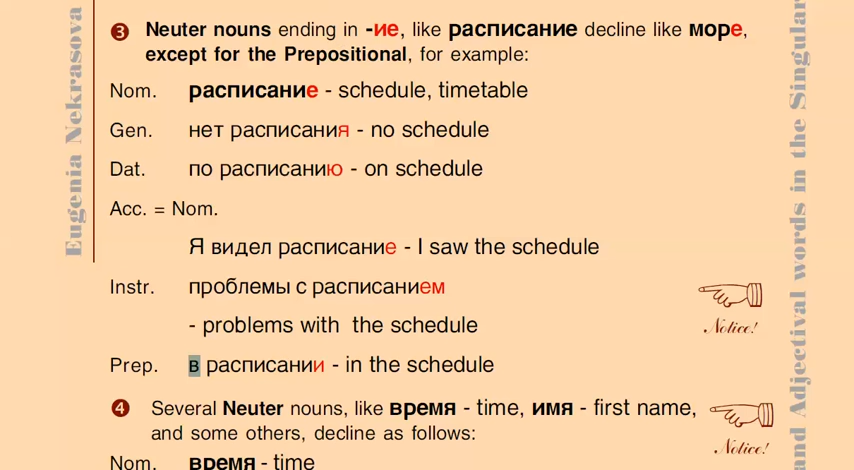 3 Neuter nouns ending in -ие, like расписание decline like море,
except for the Prepositional, for example:
Nom. расписание - schedule, timetable
Gen. нет расписания - no schedule
Dat. по расписанию - on schedule
Acc. = Nom.
Я видел расписание - I saw the schedule
Instr. проблемы с расписанием
- problems with the schedule
Notice!
Prep. в расписании - in the schedule
4 Several Neuter nouns, like время - time, имя - first name,
and some others, decline as follows:
Notice!
Nom. время - time
Eugenia Nekrasova
and Adjectival words in the Singular